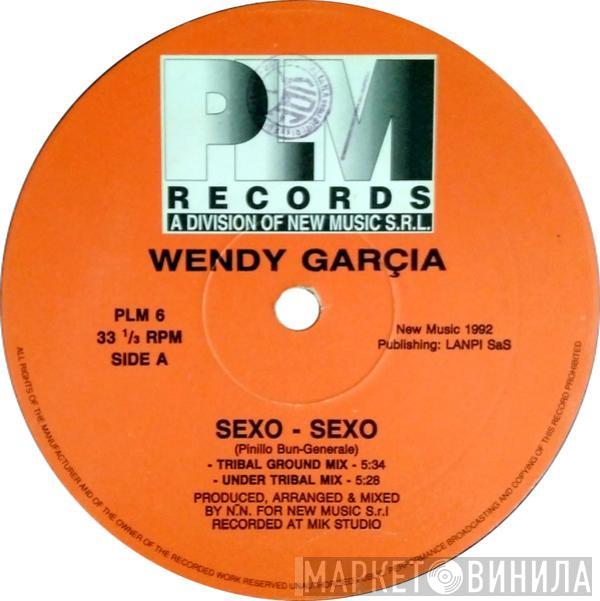 PLM
RECORDS
A DIVISION OF NEW MUSIC S.R.L.
WENDY GARÇIA
PLM 6
33 1/3 RPM
SIDE A
New Music 1992
Publishing: LANPI SaS
SEXO - SEXO
(Pinillo Bun-Generale)
- TRIBAL GROUND MIX - 5:34
- UNDER TRIBAL MIX - 5:28
PRODUCED, ARRANGED & MIXED
BY N.N. FOR NEW MUSIC S.r.l
RECORDED AT MIK STUDIO
ALL RIGHTS OF THE MANUFACTURER AND OF THE OWNER OF THE RECORDED WORK RESERVED UNAUTHORIZED PUBLIC PERFORMANCE BROADCASTING AND COPYING OF THIS RECORD PROHIBITED
МАРКЕТ ВИНИЛА